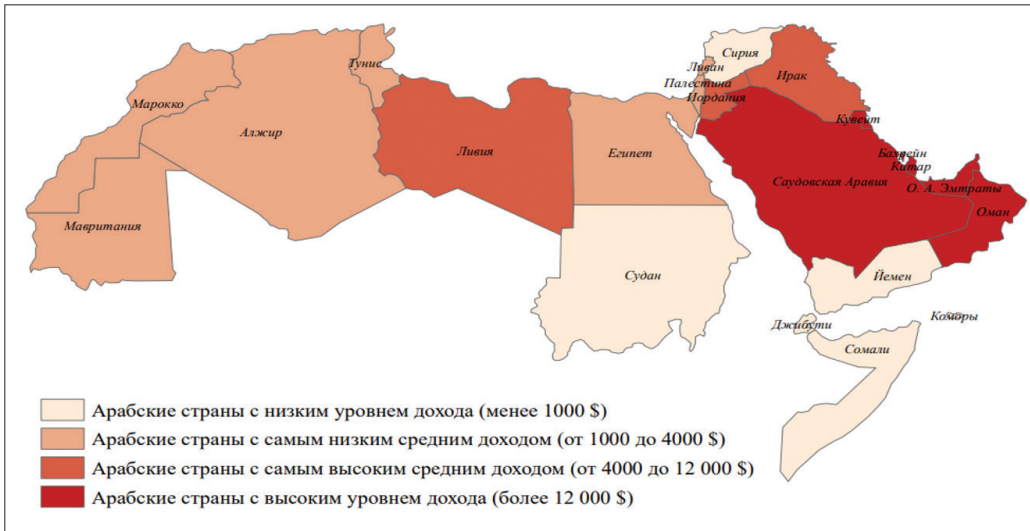 Сирия
Тунис
Ливан
Марокко
Палестина
Ирак
Иордания
Алжир
Кувейт
Ливия
Египет
Бахрейн
Катар
Саудовская Аравия
О. А. Эмтраты
Оман
Мавритания
Судан
Йемен
Джибути
Коморы
Сомали
Арабские страны с низким уровнем дохода (менее 1000 $)
Арабские страны с самым низким средним доходом (от 1000 до 4000 $)
Арабские страны с самым высоким средним доходом (от 4000 до 12 000 $)
Арабские страны с высоким уровнем дохода (более 12 000 $)